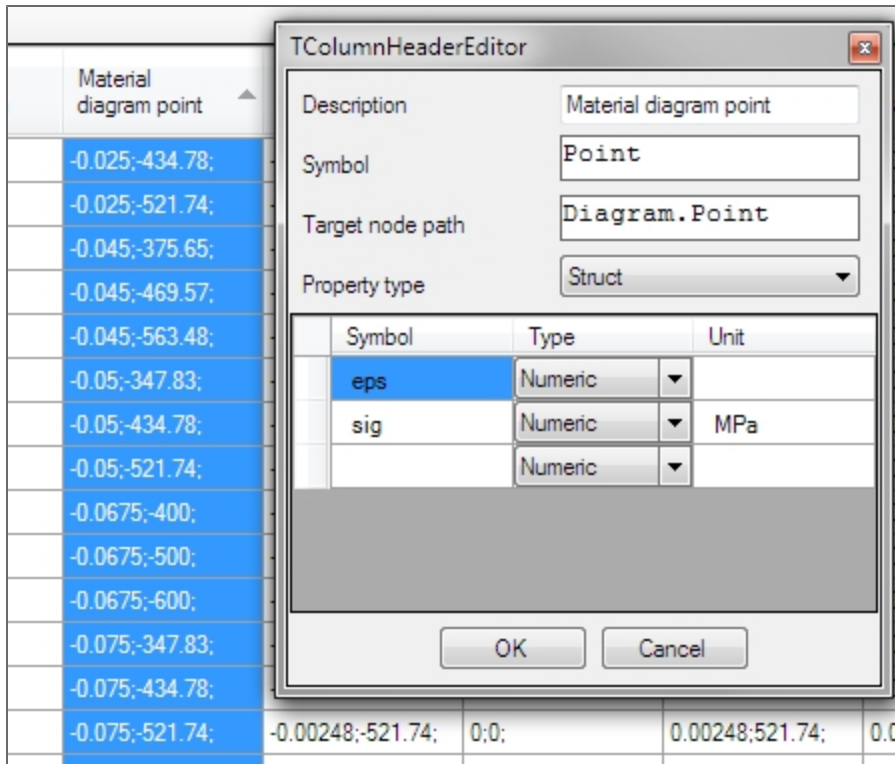 TColumnHeaderEditor
Material
diagram point
Description
Material diagram point
Symbol
Point
Target node path
Diagram.Point
Property type
Struct
Symbol Type Unit
eps Numeric
sig Numeric MPa
Numeric
OK Cancel
-0.025;-434.78;
-0.025;-521.74;
-0.045;-375.65;
-0.045;-469.57;
-0.045;-563.48;
-0.05;-347.83;
-0.05;-434.78;
-0.05;-521.74;
-0.0675;-400;
-0.0675;-500;
-0.0675;-600;
-0.075;-347.83;
-0.075;-434.78;
-0.075;-521.74; -0.00248;-521.74; 0;0; 0.00248;521.74;